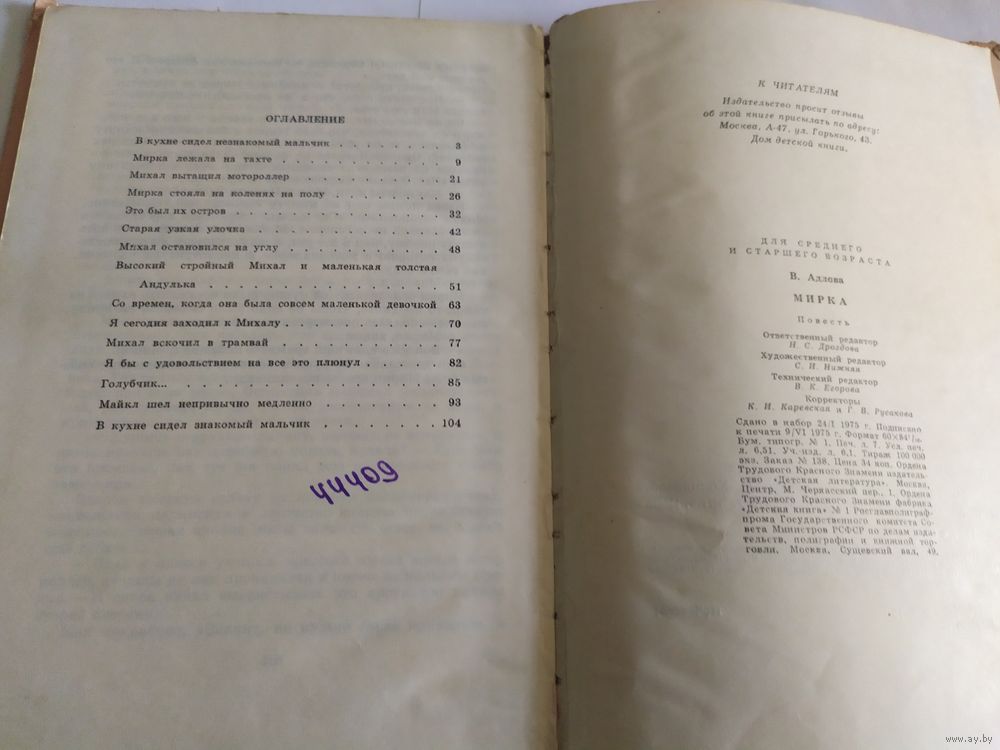 ОГЛАВЛЕНИЕ
В кухне сидел незнакомый мальчик . . . . . . . . 3
Мирка лежала на тахте . . . . . . . . . . . 9
Михал вытащил мотороллер . . . . . . . . . . 21
Мирка стояла на коленях на полу . . . . . . . . 26
Это был их остров . . . . . . . . . . . . . 32
Старая узкая улочка . . . . . . . . . . . . 42
Михал остановился на углу . . . . . . . . . . 48
Высокий стройный Михал и маленькая толстая
Андулька . . . . . . . . . . . . . . 51
Со времен, когда она была совсем маленькой девочкой 63
Я сегодня заходил к Михалу . . . . . . . . . . 70
Михал вскочил в трамвай . . . . . . . . . . . 77
Я бы с удовольствием на все это плюнул . . . . . 82
Голубчик... . . . . . . . . . . . . . . . 85
Майкл шел непривычно медленно . . . . . . . . 93
В кухне сидел знакомый мальчик . . . . . . . . 104
44409
К ЧИТАТЕЛЯМ
Издательство просит отзывы
об этой книге присылать по адресу:
Москва, А-47, ул. Горького, 43.
Дом детской книги.
ДЛЯ СРЕДНЕГО
И СТАРШЕГО ВОЗРАСТА
В. Адлова
МИРКА
Повесть
Ответственный редактор
Н. С. Дроздова
Художественный редактор
С. И. Нижняя
Технический редактор
В. К. Егорова
Корректоры
К. И. Каревская и Г. В. Русакова
Сдано в набор 24/I 1975 г. Подписано
к печати 9/VI 1975 г. Формат 60×84¹/₁₆.
Бум. типогр. № 1. Печ. л. 7. Усл. печ.
л. 6,51. Уч.-изд. л. 6,1. Тираж 100 000
экз. Заказ № 138. Цена 34 коп. Ордена
Трудового Красного Знамени издатель-
ство «Детская литература». Москва,
Центр, М. Черкасский пер., 1. Ордена
Трудового Красного Знамени фабрика
«Детская книга» № 1 Росглавполиграф-
прома Государственного комитета Со-
вета Министров РСФСР по делам изда-
тельств, полиграфии и книжной тор-
говли. Москва, Сущевский вал, 49.
www.ay.by